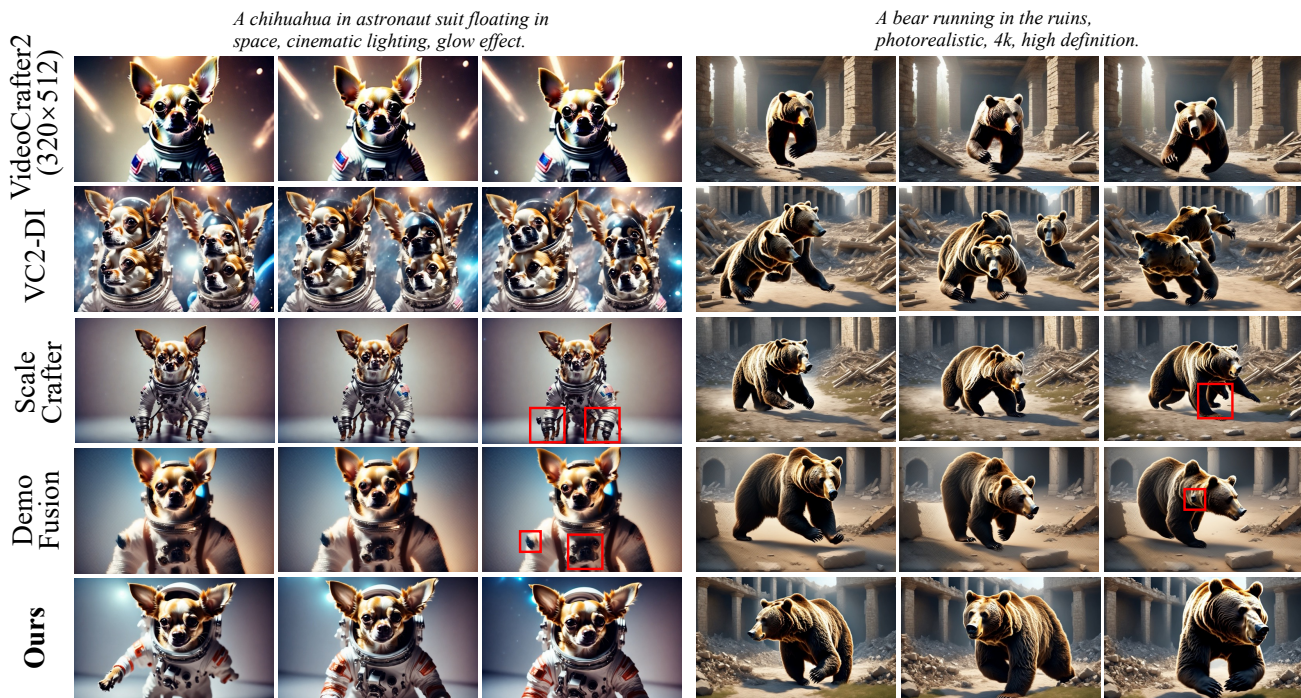 A chihuahua in astronaut suit floating in
space, cinematic lighting, glow effect.
A bear running in the ruins,
photorealistic, 4k, high definition.
VideoCrafter2
(320×512)
VC2-DI
Scale
Crafter
Demo
Fusion
Ours